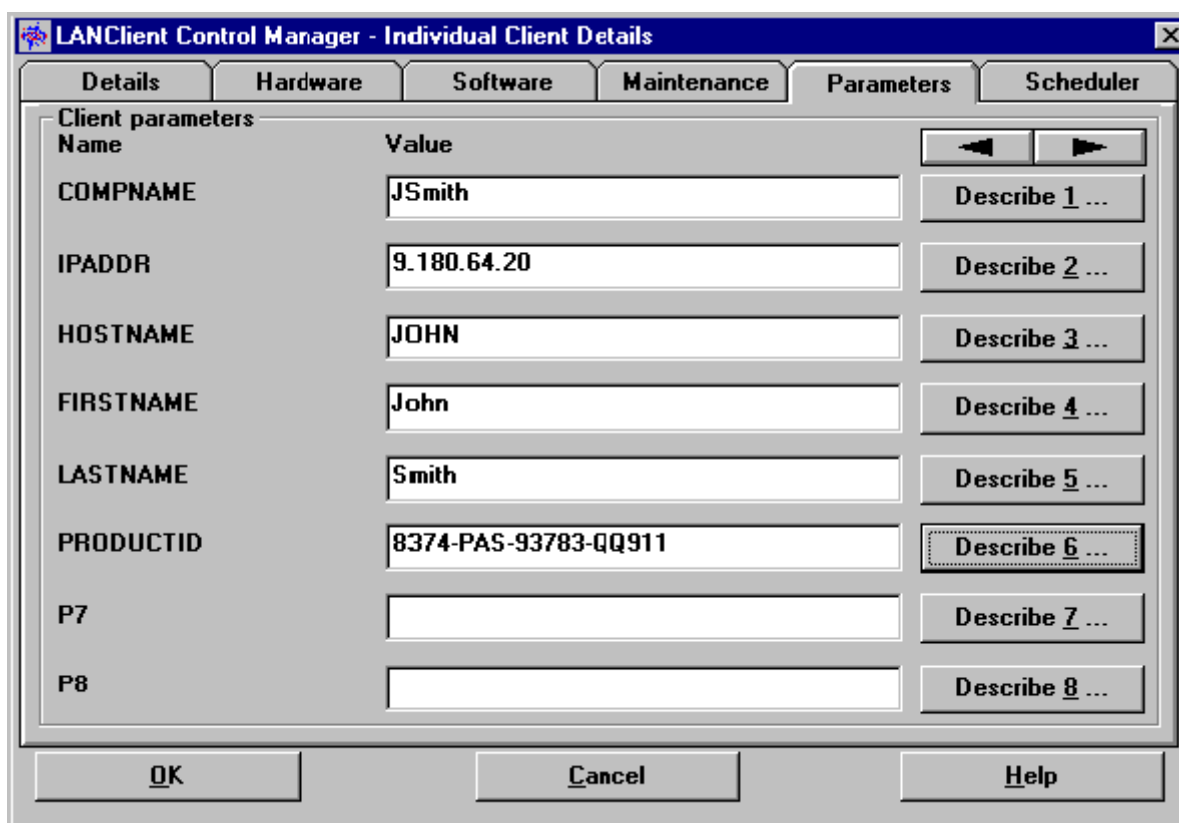 LANClient Control Manager - Individual Client Details
Details Hardware Software Maintenance Parameters Scheduler
Client parameters
Name Value
COMPNAME JSmith Describe 1 ...
IPADDR 9.180.64.20 Describe 2 ...
HOSTNAME JOHN Describe 3 ...
FIRSTNAME John Describe 4 ...
LASTNAME Smith Describe 5 ...
PRODUCTID 8374-PAS-93783-QQ911 Describe 6 ...
P7 Describe 7 ...
P8 Describe 8 ...
OK Cancel Help